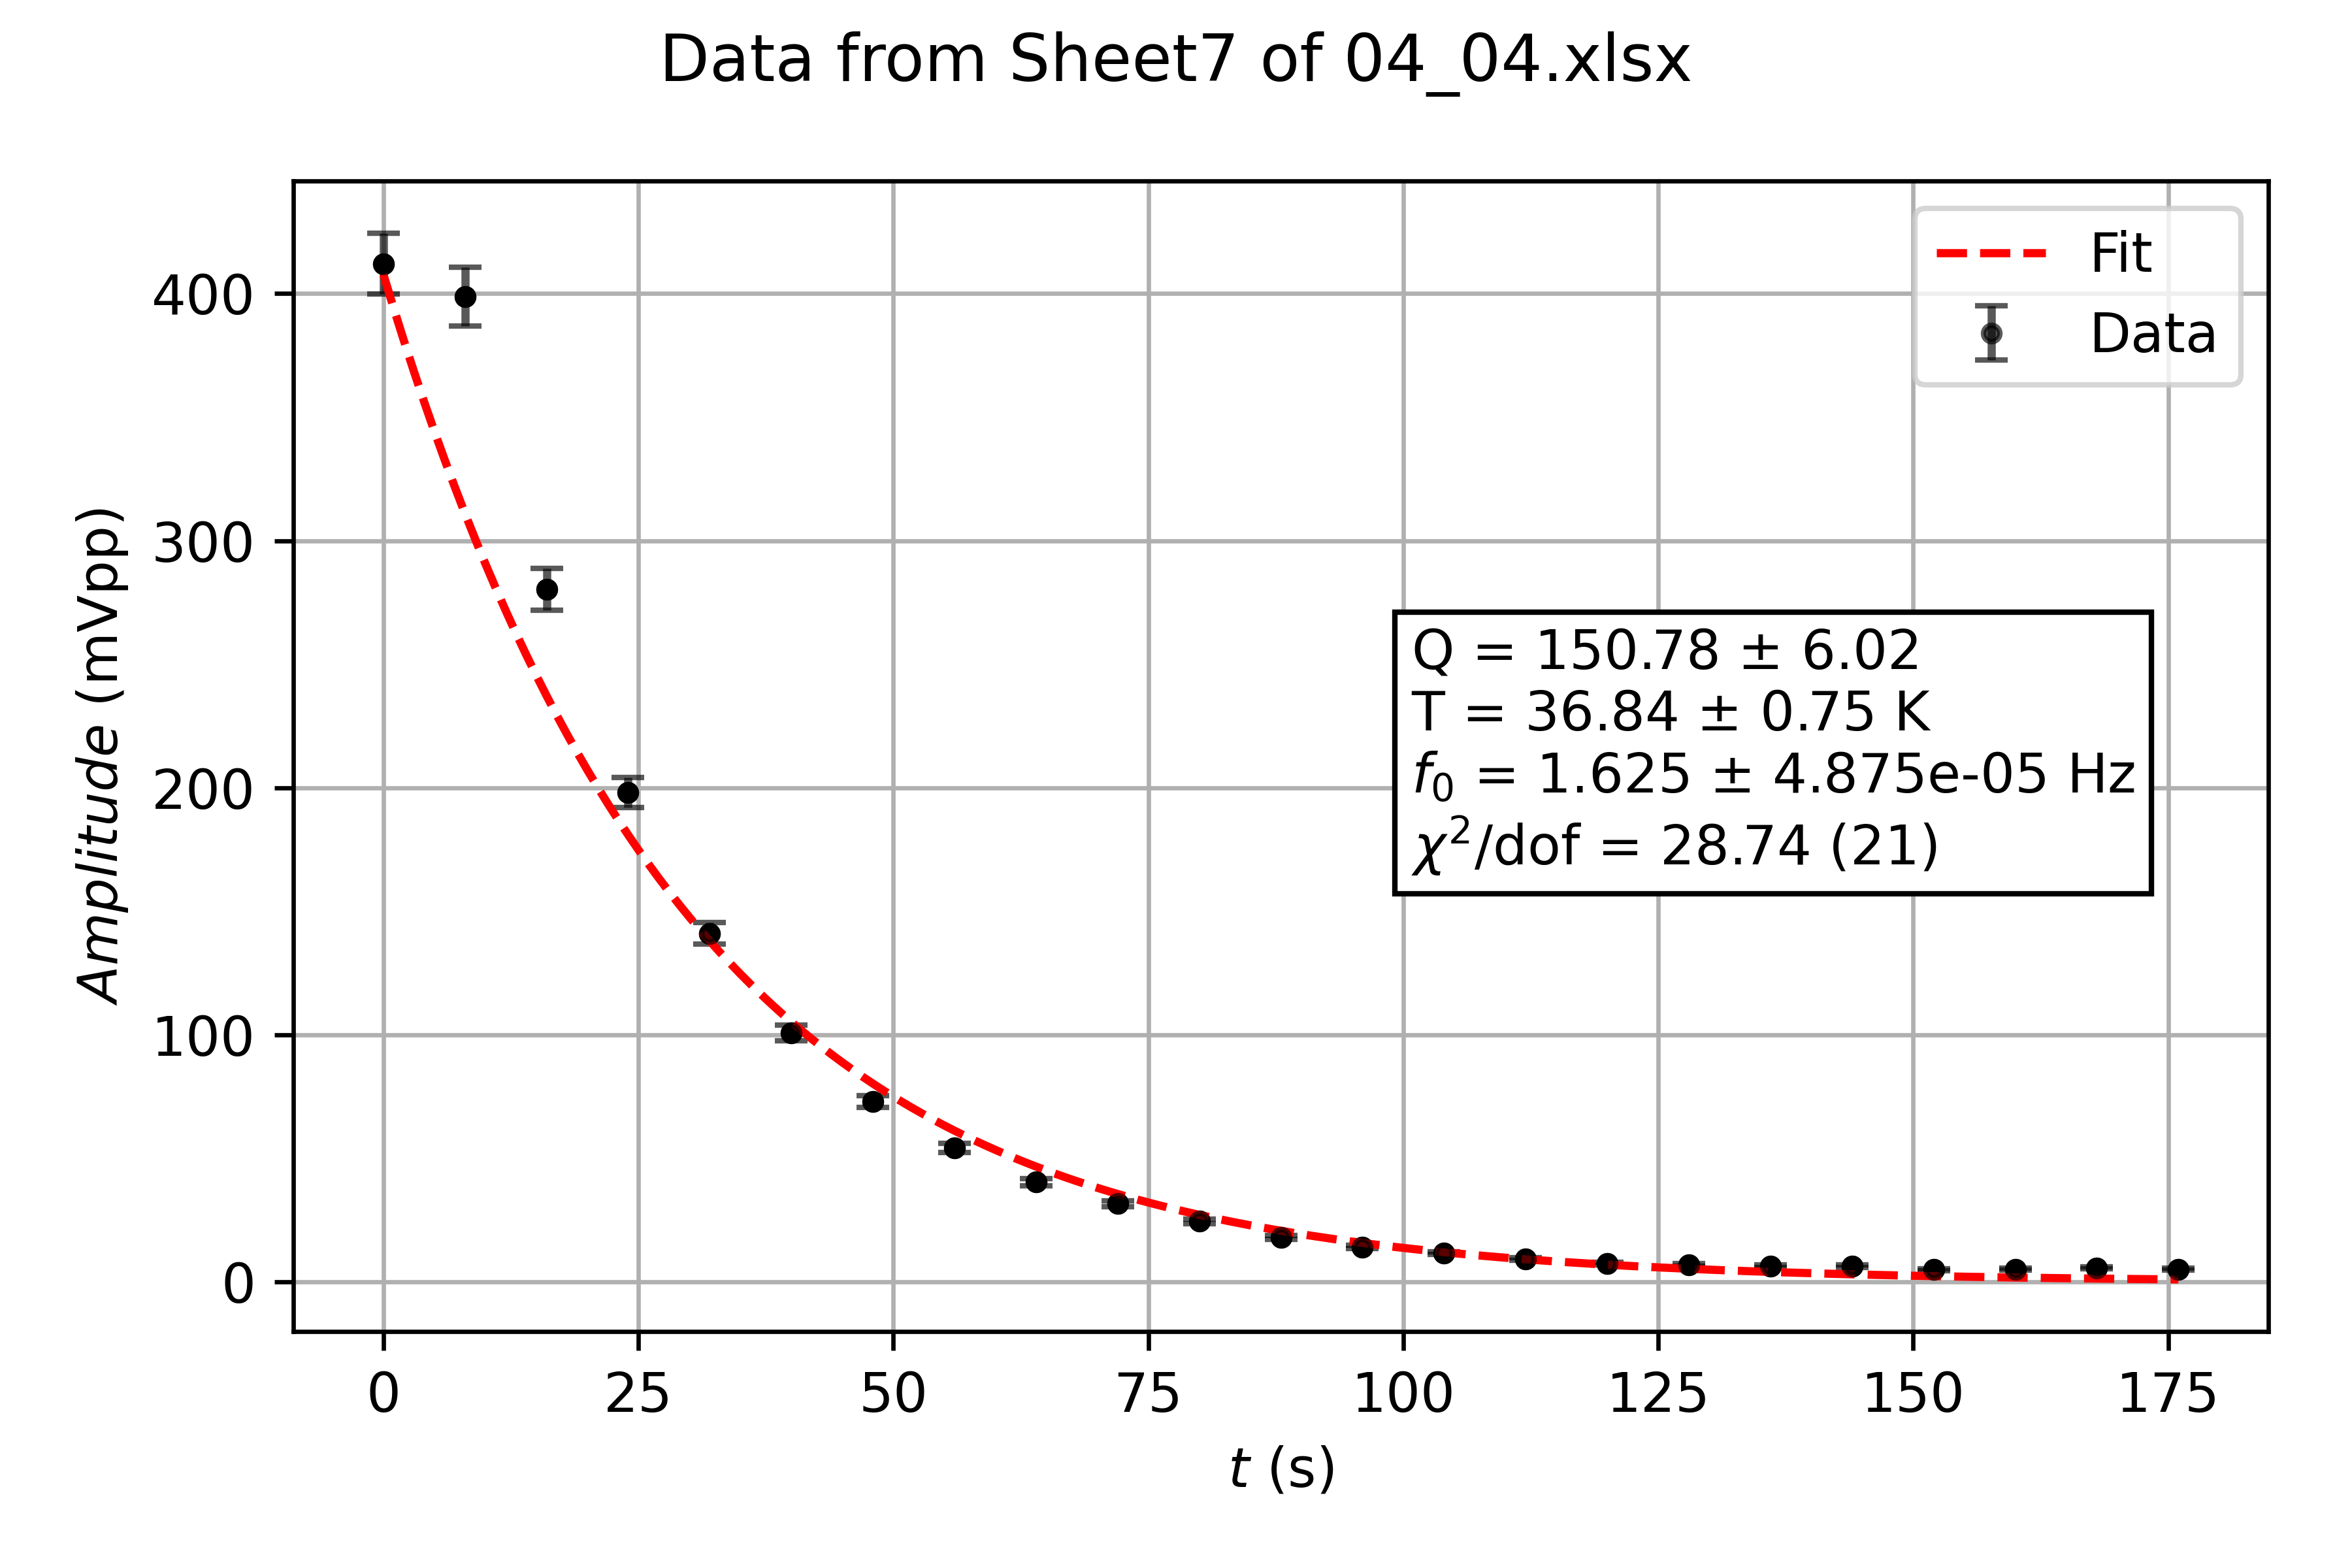 Data from Sheet7 of 04_04.xlsx
Amplitude (mVpp)
400
300
200
100
0
Fit
Data
Q = 150.78 ± 6.02
T = 36.84 ± 0.75 K
f₀ = 1.625 ± 4.875e-05 Hz
χ²/dof = 28.74 (21)
0 25 50 75 100 125 150 175
t (s)